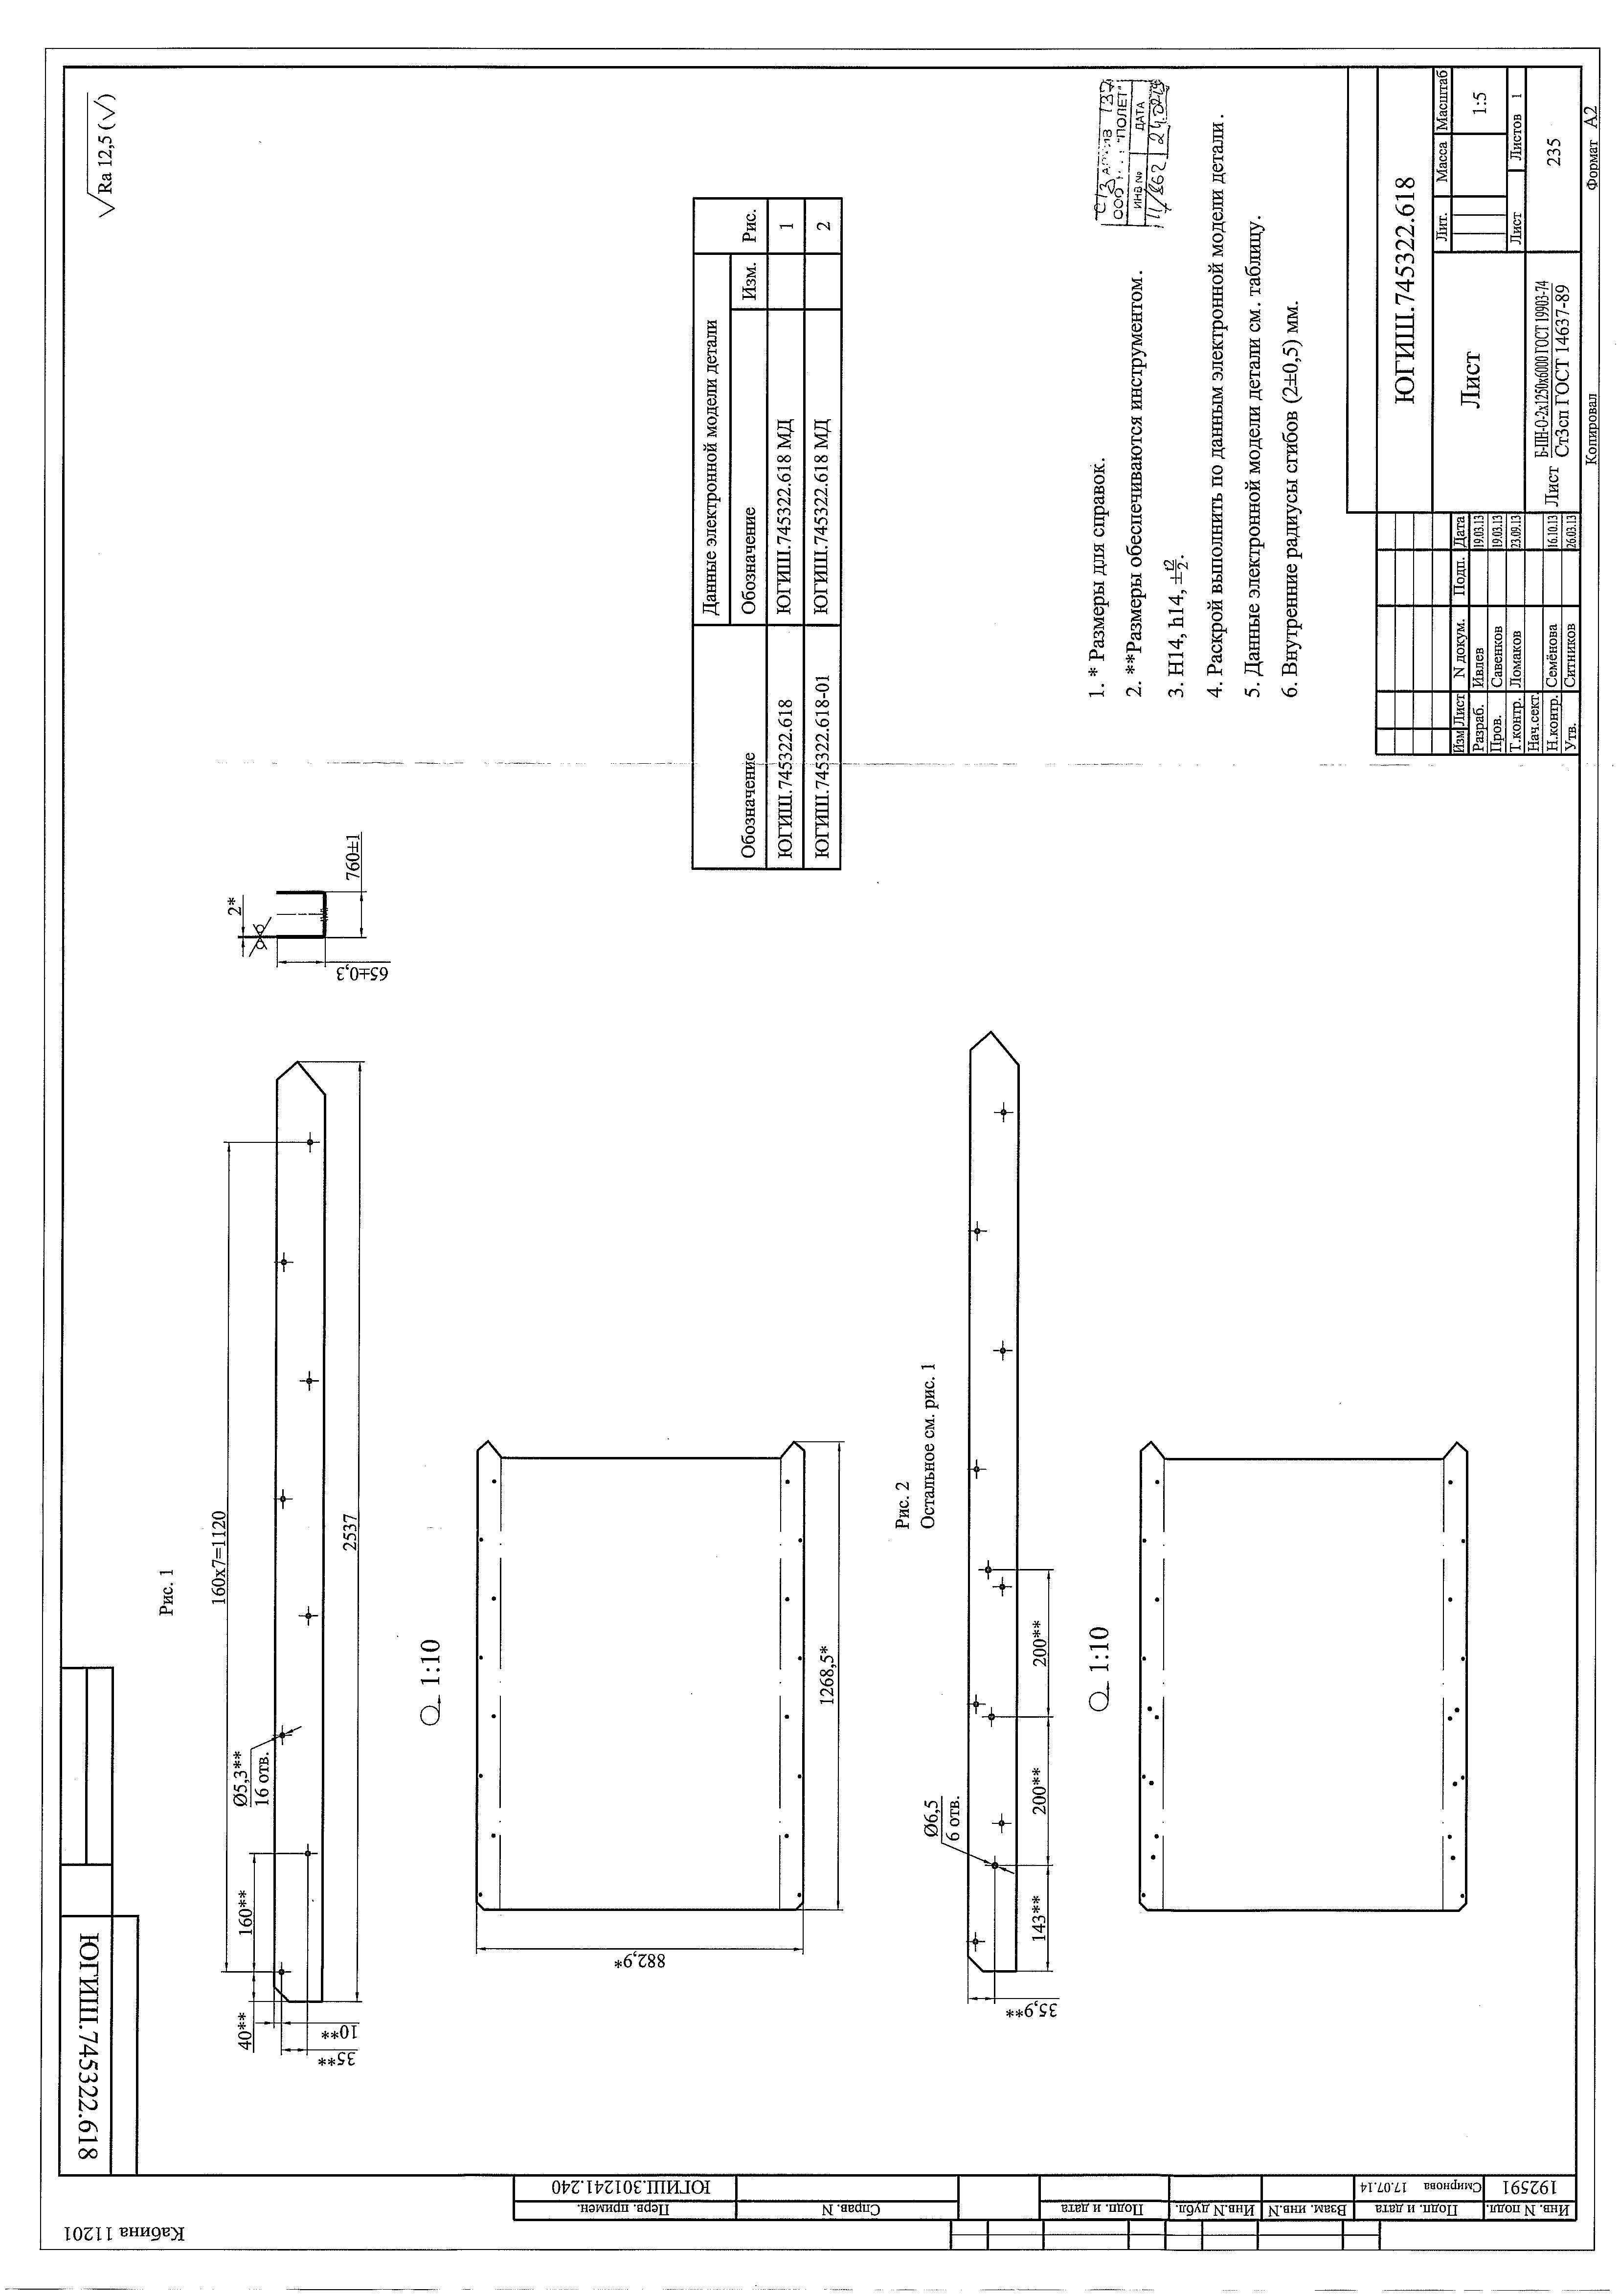 ЮГИШ.745322.618
√Ra 12,5 (√)
Рис. 1
160x7=1120
160**
40**
Ø5,3**
16 отв.
10**
35**
2537
2*
65±0,3
760±1
1:10
882,9*
1268,5*
Рис. 2
Остальное см. рис. 1
Ø6,5
6 отв.
35,9**
143**
200**
200**
1:10
Обозначение
Данные электронной модели детали
Рис.
Обозначение
Изм.
ЮГИШ.745322.618
ЮГИШ.745322.618 МД
1
ЮГИШ.745322.618-01
ЮГИШ.745322.618 МД
2
1. * Размеры для справок.
2. **Размеры обеспечиваются инструментом.
3. H14, h14, ±t2/2.
4. Раскрой выполнить по данным электронной модели детали.
5. Данные электронной модели детали см. таблицу.
6. Внутренние радиусы сгибов (2±0,5) мм.
АРХИВ 137
ООО "ПОЛЕТ"
ИНВ № ДАТА
11/862
ЮГИШ.745322.618
Изм Лист N докум. Подп. Дата
Разраб. Ивлев 19.03.13
Пров. Савенков 19.03.13
Т.контр. Ломаков 23.09.13
Нач.сект.
Н.контр. Семёнова 16.10.13
Утв. Ситников 26.03.13
Лист
Лит. Масса Масштаб
1:5
Лист Листов 1
Лист Б-ПН-О-2x1250x6000 ГОСТ 19903-74
Ст3сп ГОСТ 14637-89
235
Копировал
Формат А2
Кабина 11201
Перв. примен.
ЮГИШ.301241.240
Справ. N
Подп. и дата
Инв.N дубл.
Взам. инв.N
Подп. и дата
Смирнова 17.07.14
Инв. N подл.
192591